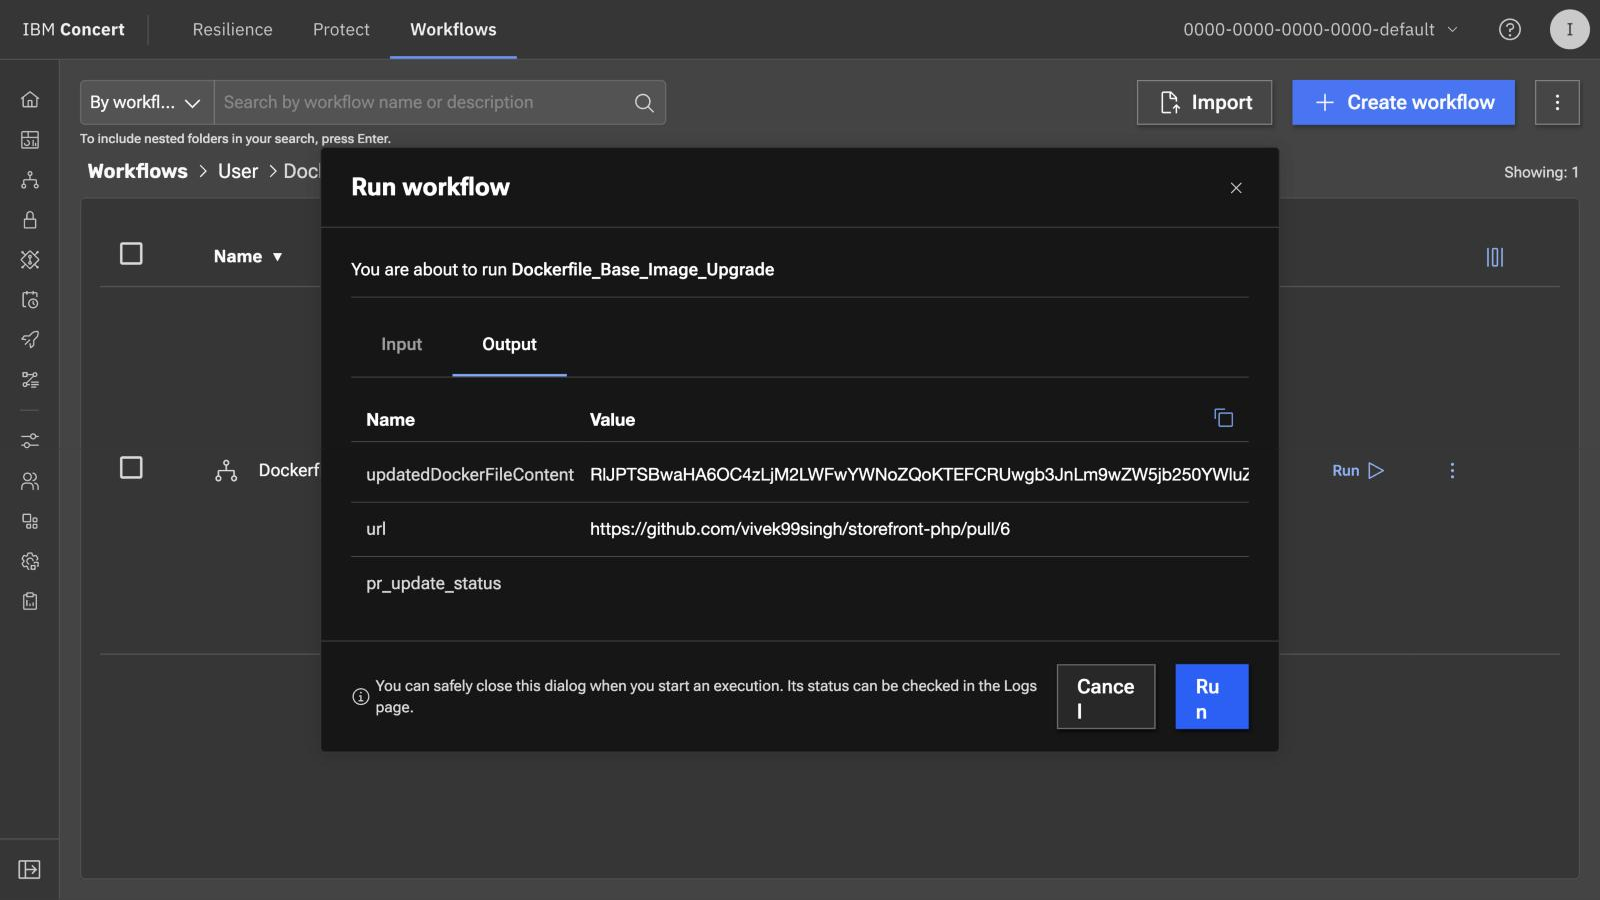 IBM Concert
Resilience
Protect
Workflows
0000-0000-0000-0000-default
I
By workfl...
Search by workflow name or description
Import
+ Create workflow
To include nested folders in your search, press Enter.
Workflows > User > Doc
Showing: 1
Run workflow
Name
You are about to run Dockerfile_Base_Image_Upgrade
Input
Output
Name
Value
updatedDockerFileContent
RlJPTSBwaHA6OC4zLjM2LWFwYWNoZQoKTEFCRUwgb3JnLm9wZW5jb250YWluZ
url
https://github.com/vivek99singh/storefront-php/pull/6
pr_update_status
Dockerf
Run
You can safely close this dialog when you start an execution. Its status can be checked in the Logs
page.
Cance
l
Ru
n